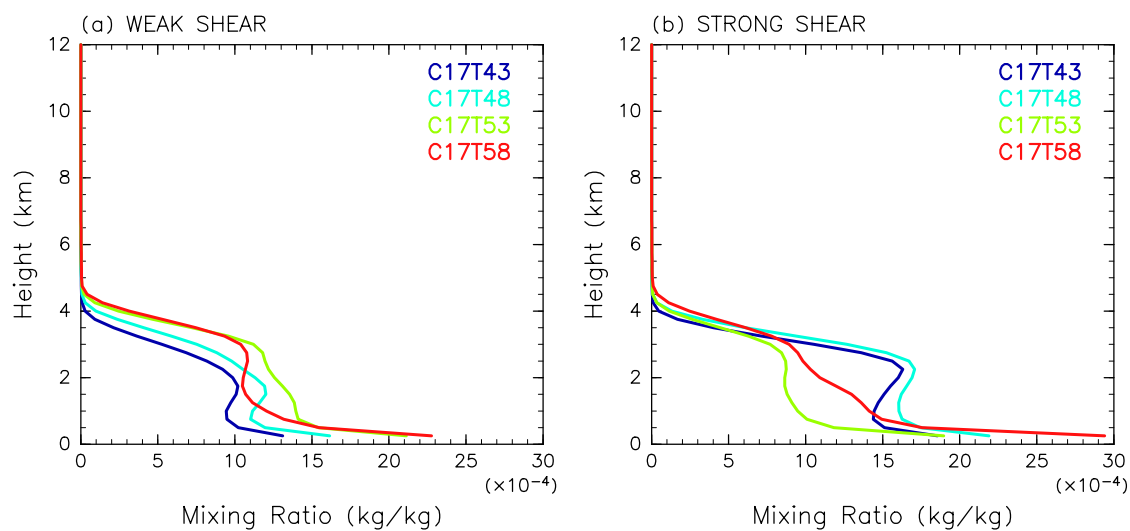 (a) WEAK SHEAR
12
10
8
6
4
2
0
Height (km)
C17T43
C17T48
C17T53
C17T58
0 5 10 15 20 25 30
(×10⁻⁴)
Mixing Ratio (kg/kg)
(b) STRONG SHEAR
12
10
8
6
4
2
0
Height (km)
C17T43
C17T48
C17T53
C17T58
0 5 10 15 20 25 30
(×10⁻⁴)
Mixing Ratio (kg/kg)